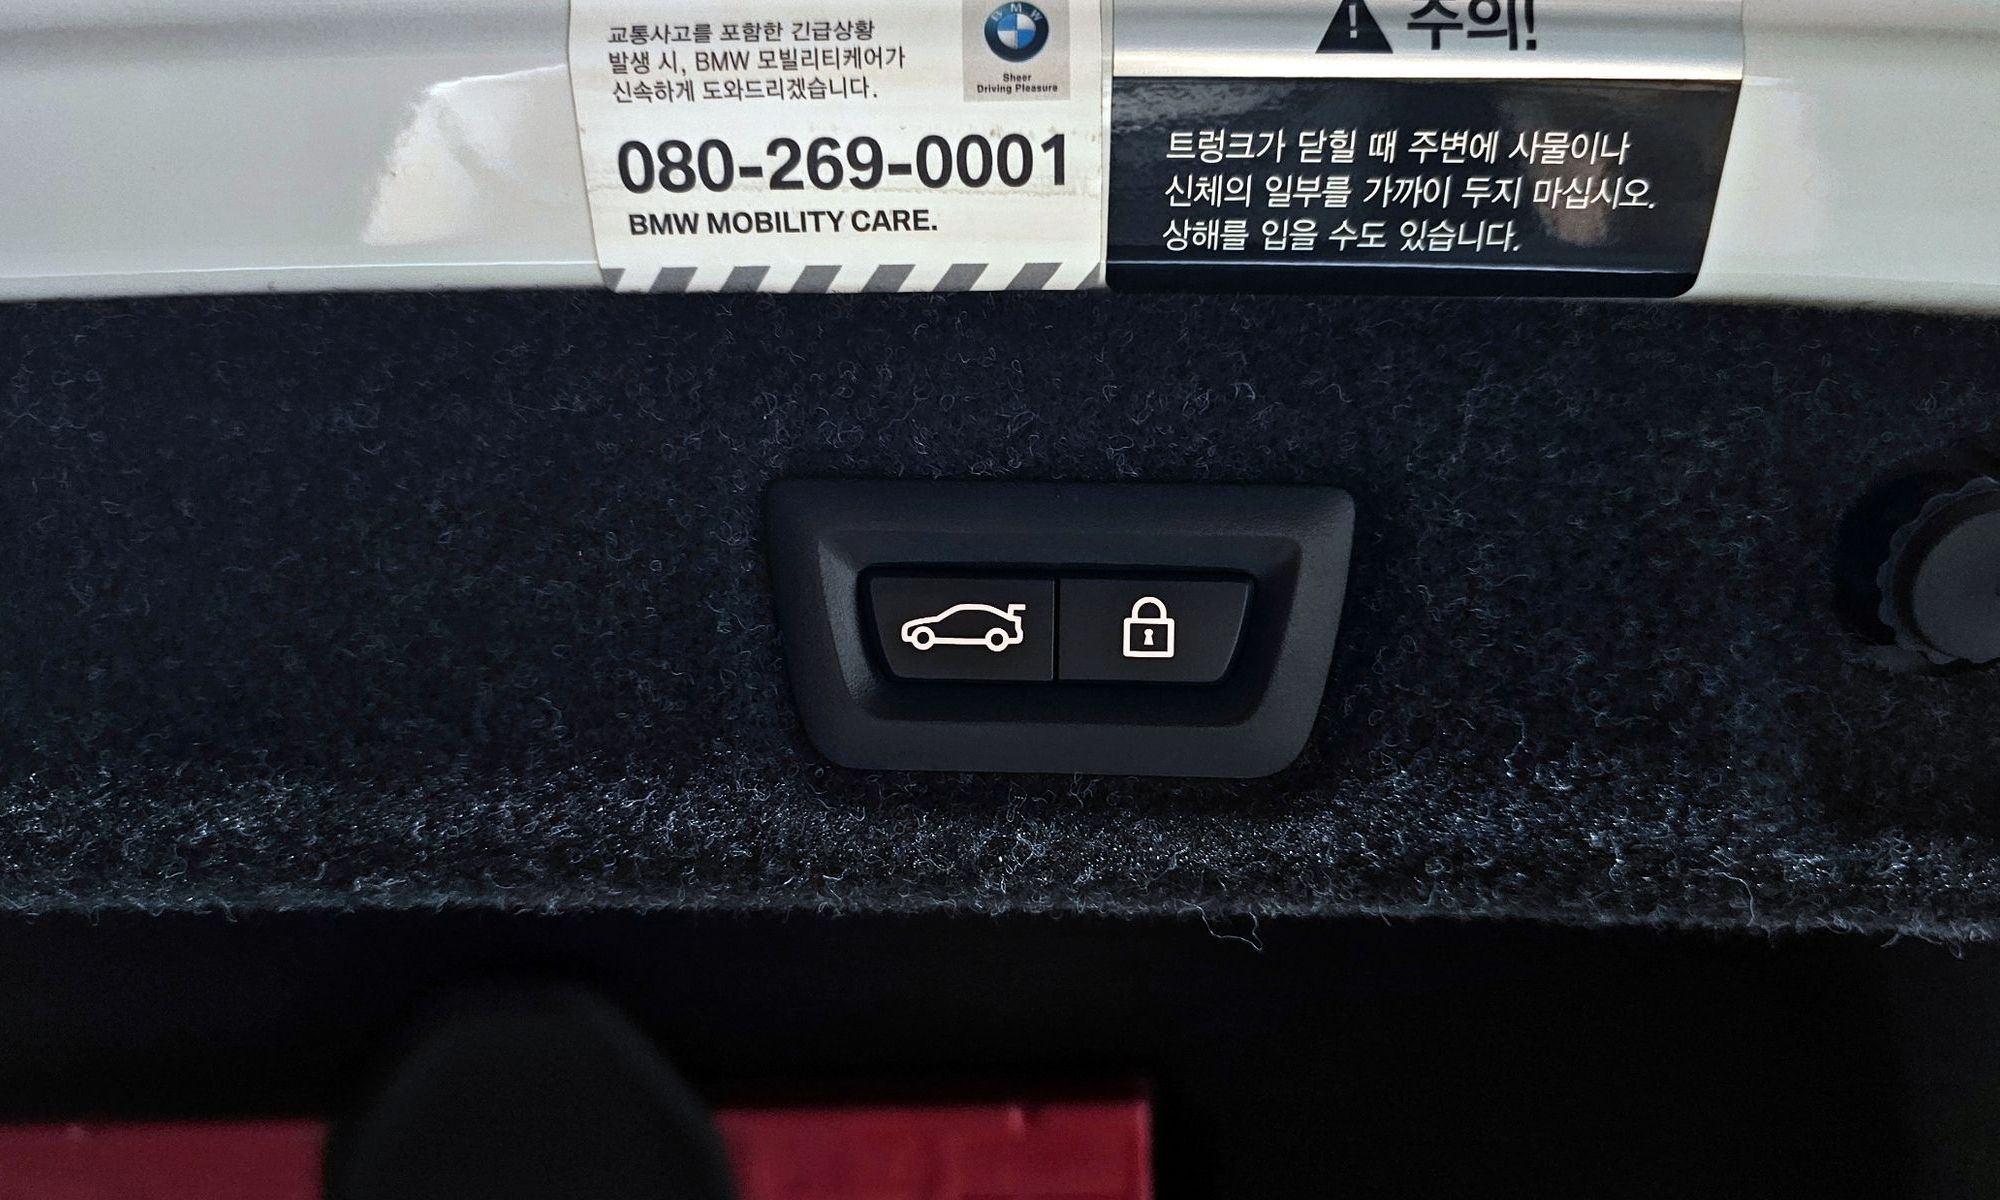 교통사고를 포함한 긴급상황
발생 시, BMW 모빌리티케어가
신속하게 도와드리겠습니다.
BMW
Sheer
Driving Pleasure
080-269-0001
BMW MOBILITY CARE.
주의!
트렁크가 닫힐 때 주변에 사물이나
신체의 일부를 가까이 두지 마십시오.
상해를 입을 수도 있습니다.